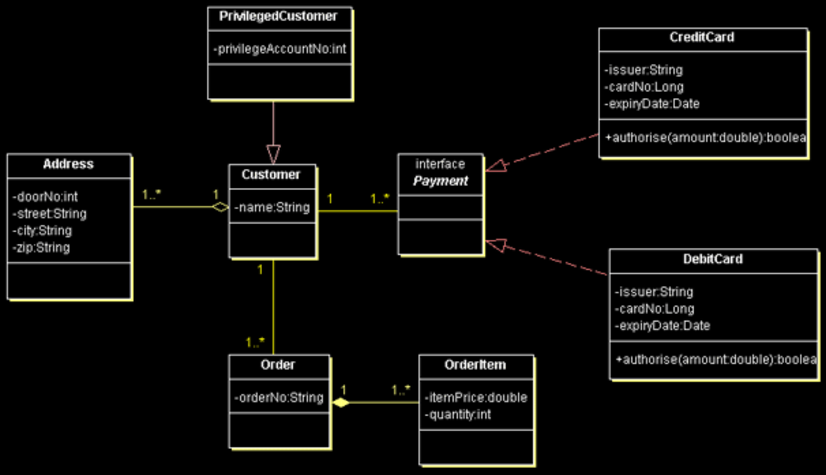 PrivilegedCustomer
-privilegeAccountNo:int
CreditCard
-issuer:String
-cardNo:Long
-expiryDate:Date
+authorise(amount:double):boolea
Address
-doorNo:int
-street:String
-city:String
-zip:String
1..*
1
Customer
-name:String
1
1..*
interface
Payment
DebitCard
-issuer:String
-cardNo:Long
-expiryDate:Date
+authorise(amount:double):boolea
1
1..*
Order
-orderNo:String
1
1..*
OrderItem
-itemPrice:double
-quantity:int